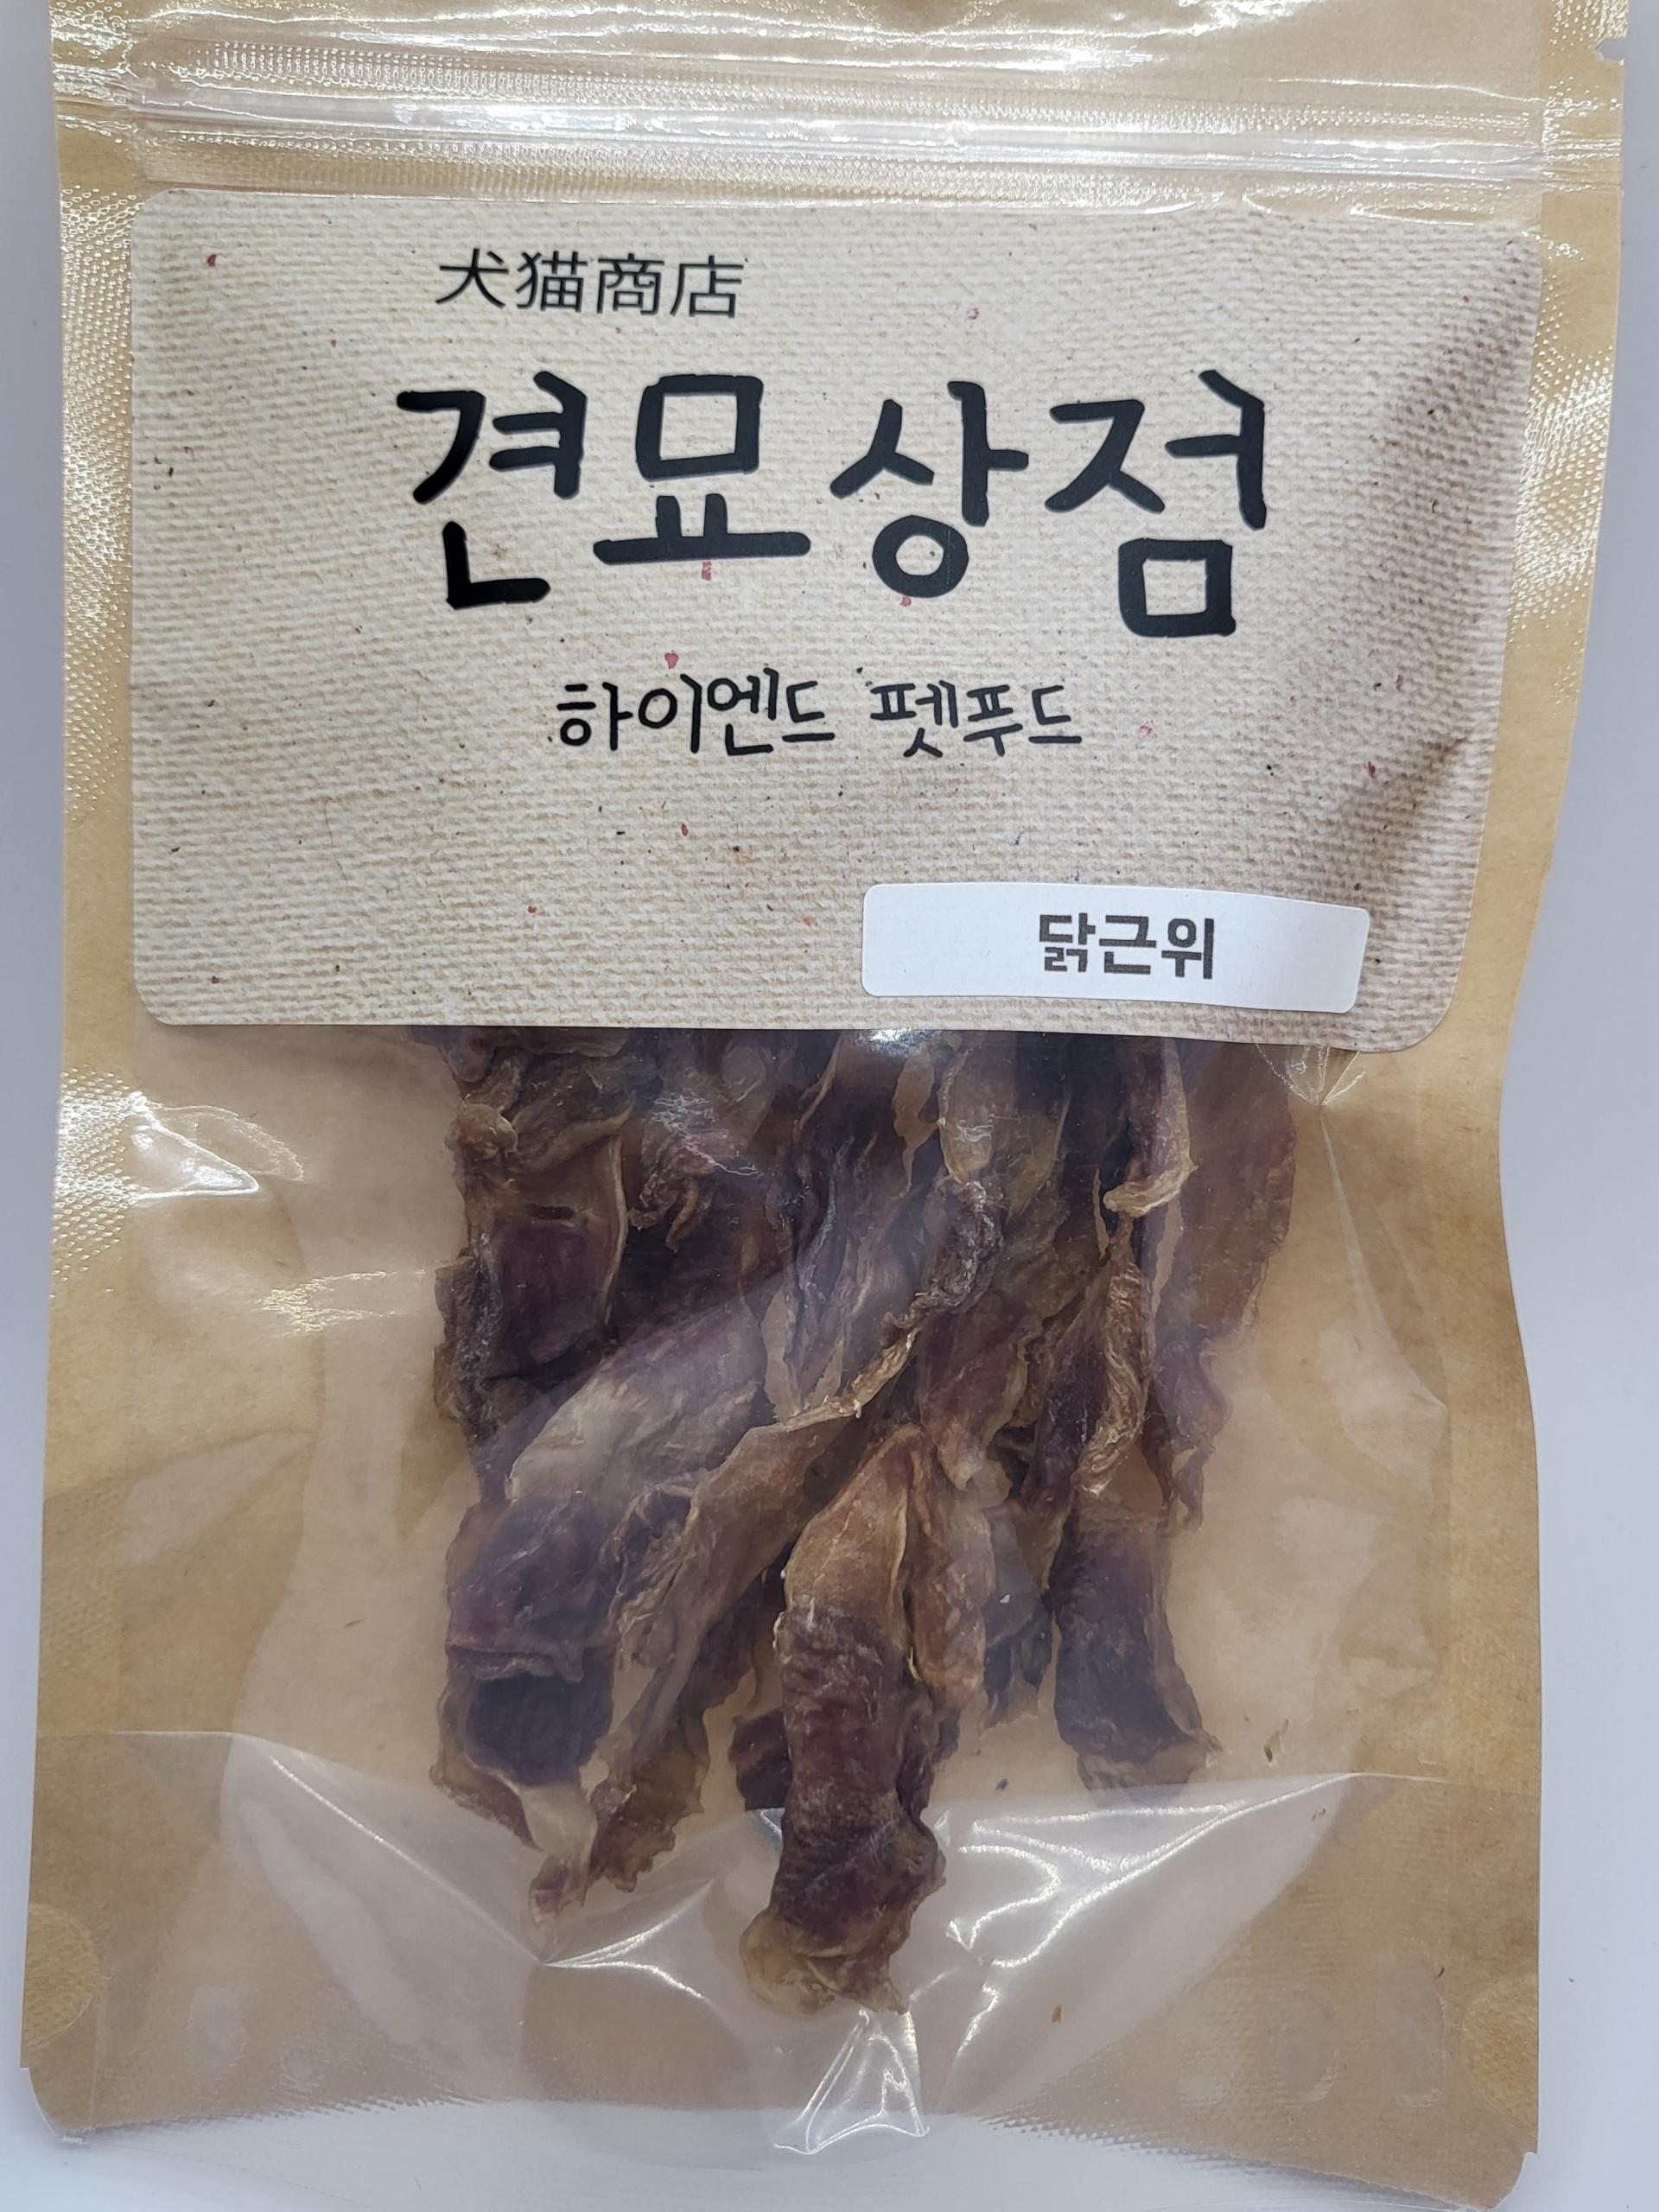 犬猫商店
견묘상점
하이엔드 펫푸드
닭근위